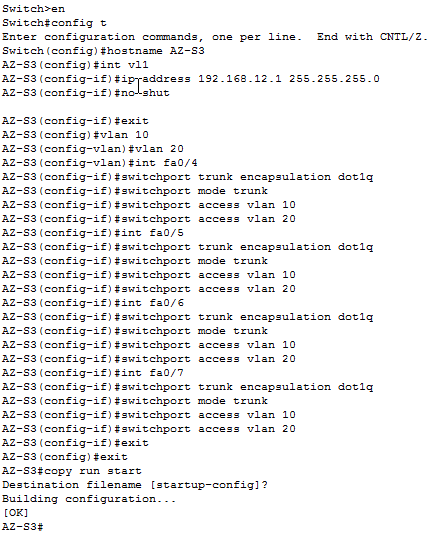 Switch>en
Switch#config t
Enter configuration commands, one per line.  End with CNTL/Z.
Switch(config)#hostname AZ-S3
AZ-S3(config)#int vl1
AZ-S3(config-if)#ip address 192.168.12.1 255.255.255.0
AZ-S3(config-if)#no shut

AZ-S3(config-if)#exit
AZ-S3(config)#vlan 10
AZ-S3(config-vlan)#vlan 20
AZ-S3(config-vlan)#int fa0/4
AZ-S3(config-if)#switchport trunk encapsulation dot1q
AZ-S3(config-if)#switchport mode trunk
AZ-S3(config-if)#switchport access vlan 10
AZ-S3(config-if)#switchport access vlan 20
AZ-S3(config-if)#int fa0/5
AZ-S3(config-if)#switchport trunk encapsulation dot1q
AZ-S3(config-if)#switchport mode trunk
AZ-S3(config-if)#switchport access vlan 10
AZ-S3(config-if)#switchport access vlan 20
AZ-S3(config-if)#int fa0/6
AZ-S3(config-if)#switchport trunk encapsulation dot1q
AZ-S3(config-if)#switchport mode trunk
AZ-S3(config-if)#switchport access vlan 10
AZ-S3(config-if)#switchport access vlan 20
AZ-S3(config-if)#int fa0/7
AZ-S3(config-if)#switchport trunk encapsulation dot1q
AZ-S3(config-if)#switchport mode trunk
AZ-S3(config-if)#switchport access vlan 10
AZ-S3(config-if)#switchport access vlan 20
AZ-S3(config-if)#exit
AZ-S3(config)#exit
AZ-S3#copy run start
Destination filename [startup-config]?
Building configuration...
[OK]
AZ-S3#